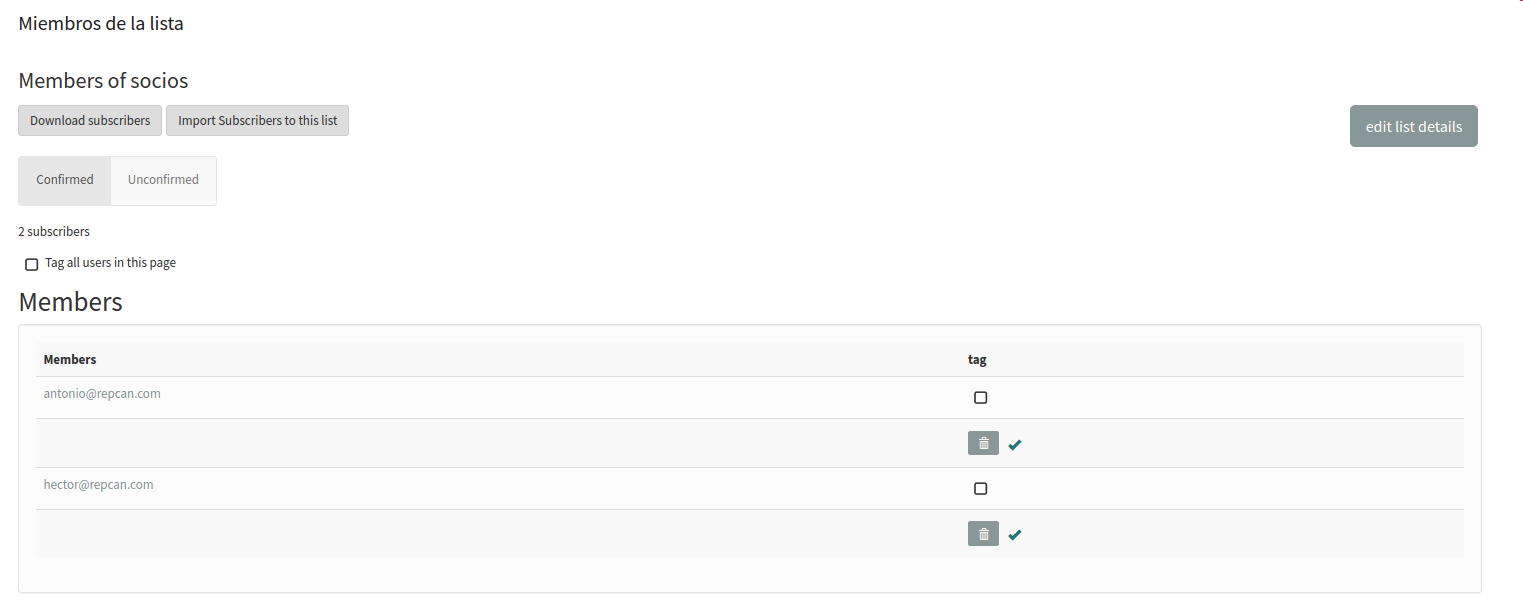 Miembros de la lista
Members of socios
Download subscribers Import Subscribers to this list
edit list details
Confirmed Unconfirmed
2 subscribers
Tag all users in this page
Members
Members tag
antonio@repcan.com
hector@repcan.com